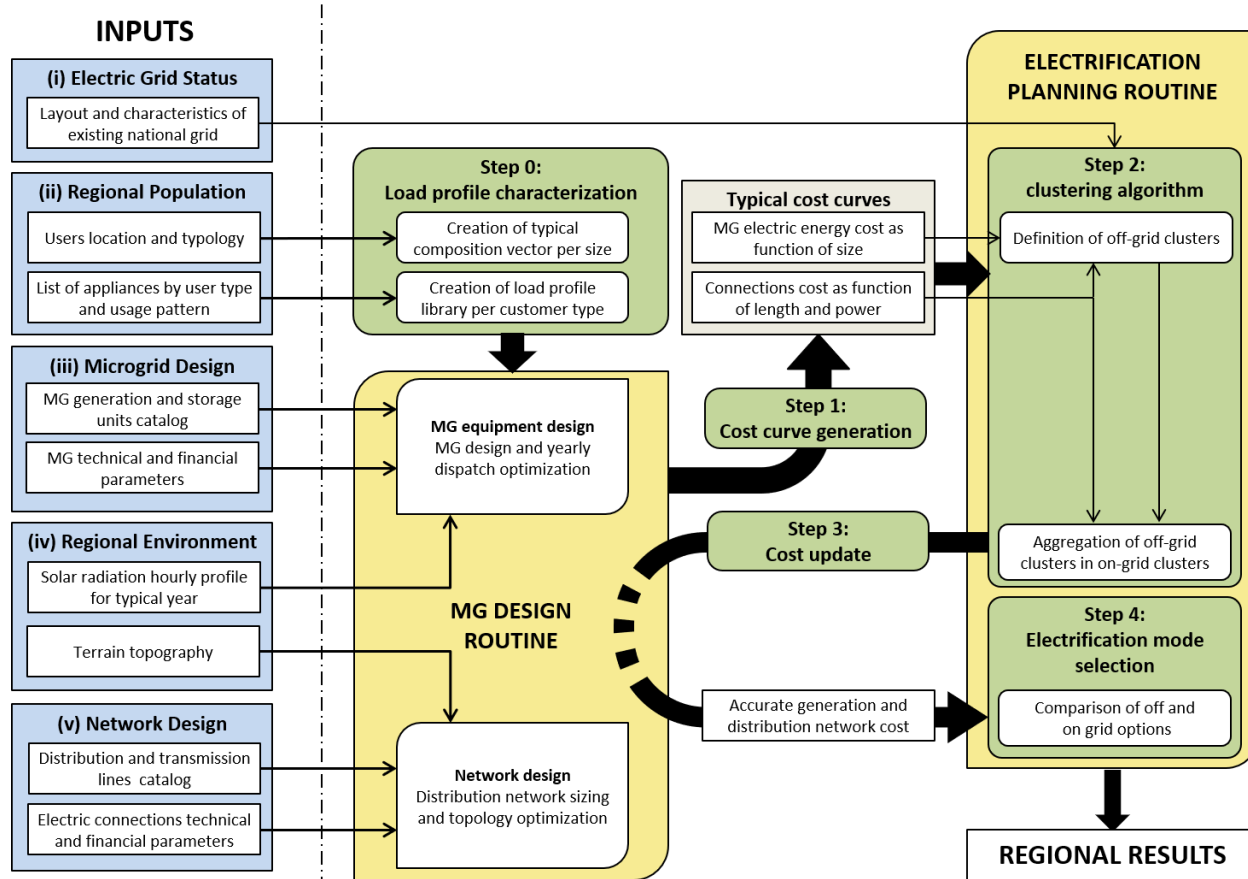 INPUTS
(i) Electric Grid Status
Layout and characteristics of
existing national grid
(ii) Regional Population
Users location and typology
List of appliances by user type
and usage pattern
(iii) Microgrid Design
MG generation and storage
units catalog
MG technical and financial
parameters
(iv) Regional Environment
Solar radiation hourly profile
for typical year
Terrain topography
(v) Network Design
Distribution and transmission
lines catalog
Electric connections technical
and financial parameters
Step 0:
Load profile characterization
Creation of typical
composition vector per size
Creation of load profile
library per customer type
MG equipment design
MG design and yearly
dispatch optimization
MG DESIGN
ROUTINE
Network design
Distribution network sizing
and topology optimization
Typical cost curves
MG electric energy cost as
function of size
Connections cost as function
of length and power
Step 1:
Cost curve generation
Step 3:
Cost update
Accurate generation and
distribution network cost
ELECTRIFICATION
PLANNING ROUTINE
Step 2:
clustering algorithm
Definition of off-grid clusters
Aggregation of off-grid
clusters in on-grid clusters
Step 4:
Electrification mode
selection
Comparison of off and
on grid options
REGIONAL RESULTS